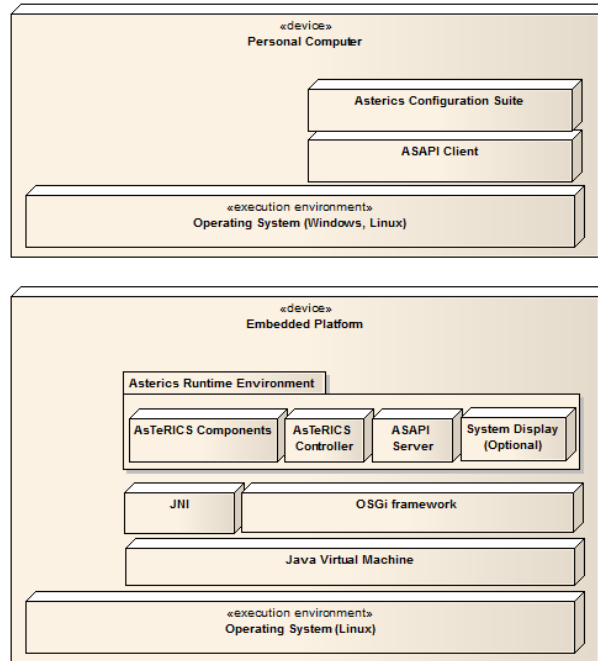 «device»
Personal Computer
Asterics Configuration Suite
ASAPI Client
«execution environment»
Operating System (Windows, Linux)
«device»
Embedded Platform
Asterics Runtime Environment
AsTeRICS Components
AsTeRICS
Controller
ASAPI
Server
System Display
(Optional)
JNI
OSGi framework
Java Virtual Machine
«execution environment»
Operating System (Linux)